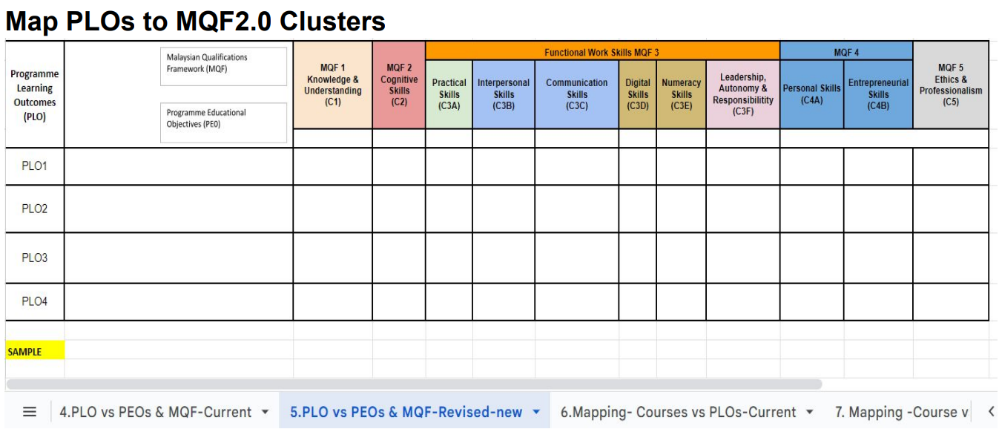 Map PLOs to MQF2.0 Clusters
Programme
Learning
Outcomes
(PLO)
Malaysian Qualifications
Framework (MQF)
Programme Educational
Objectives (PE0)
MQF 1
Knowledge &
Understanding
(C1)
MQF 2
Cognitive
Skills
(C2)
Functional Work Skills MQF 3
Practical
Skills
(C3A)
Interpersonal
Skills
(C3B)
Communication
Skills
(C3C)
Digital
Skills
(C3D)
Numeracy
Skills
(C3E)
Leadership,
Autonomy &
Responsibilitity
(C3F)
MQF 4
Personal Skills
(C4A)
Entrepreneurial
Skills
(C4B)
MQF 5
Ethics &
Professionalism
(C5)
PLO1
PLO2
PLO3
PLO4
SAMPLE
4.PLO vs PEOs & MQF-Current
5.PLO vs PEOs & MQF-Revised-new
6.Mapping- Courses vs PLOs-Current
7. Mapping -Course v